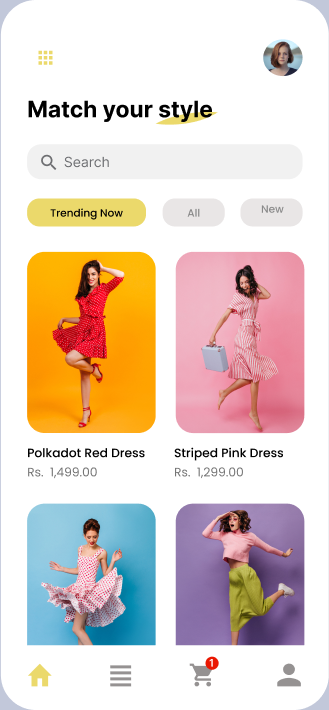 Match your style
Search
Trending Now
All
New
Polkadot Red Dress
Striped Pink Dress
Rs. 1,499.00
Rs. 1,299.00
1